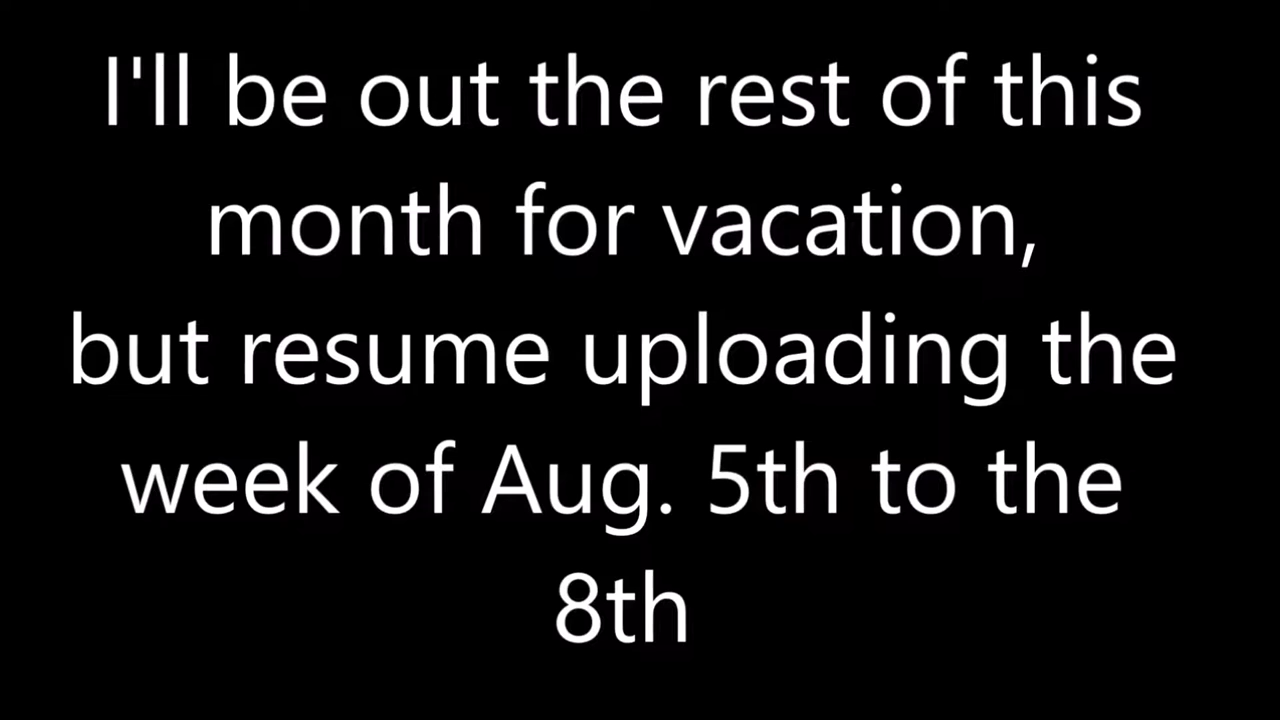 I'll be out the rest of this
month for vacation,
but resume uploading the
week of Aug. 5th to the
8th